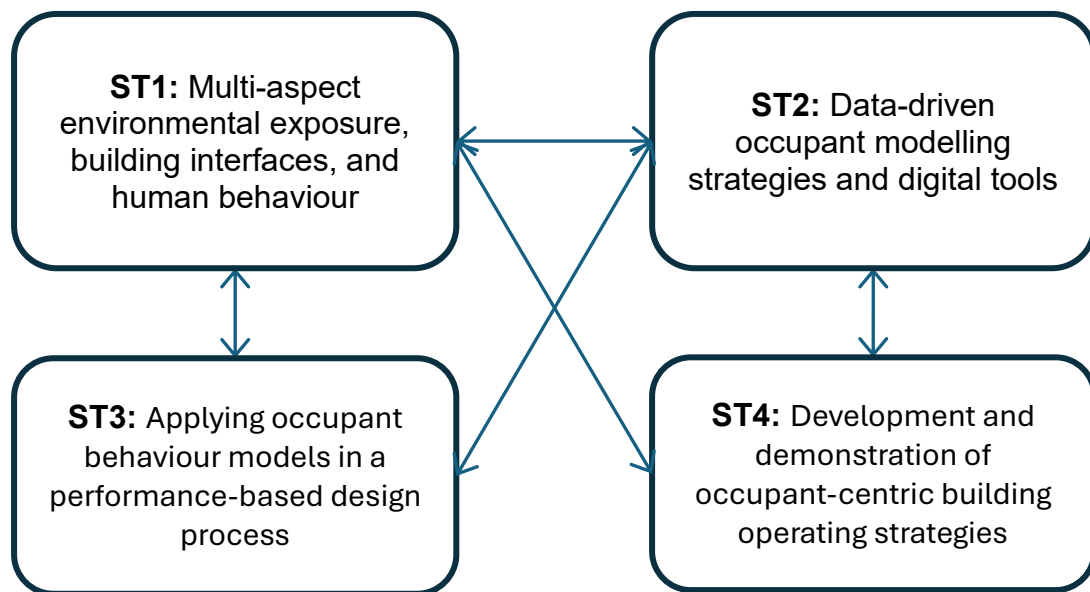 ST1: Multi-aspect
environmental exposure,
building interfaces, and
human behaviour
ST2: Data-driven
occupant modelling
strategies and digital tools
ST3: Applying occupant
behaviour models in a
performance-based design
process
ST4: Development and
demonstration of
occupant-centric building
operating strategies